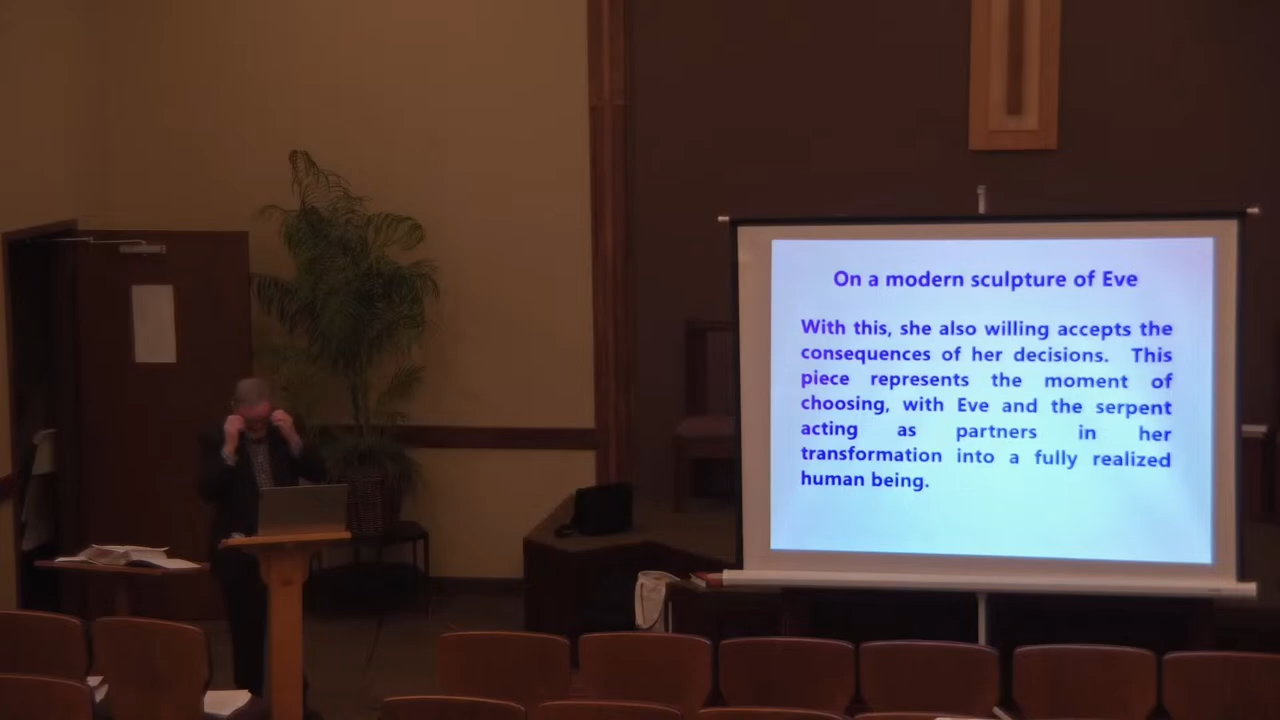 On a modern sculpture of Eve
With this, she also willing accepts the
consequences of her decisions. This
piece represents the moment of
choosing, with Eve and the serpent
acting as partners in her
transformation into a fully realized
human being.